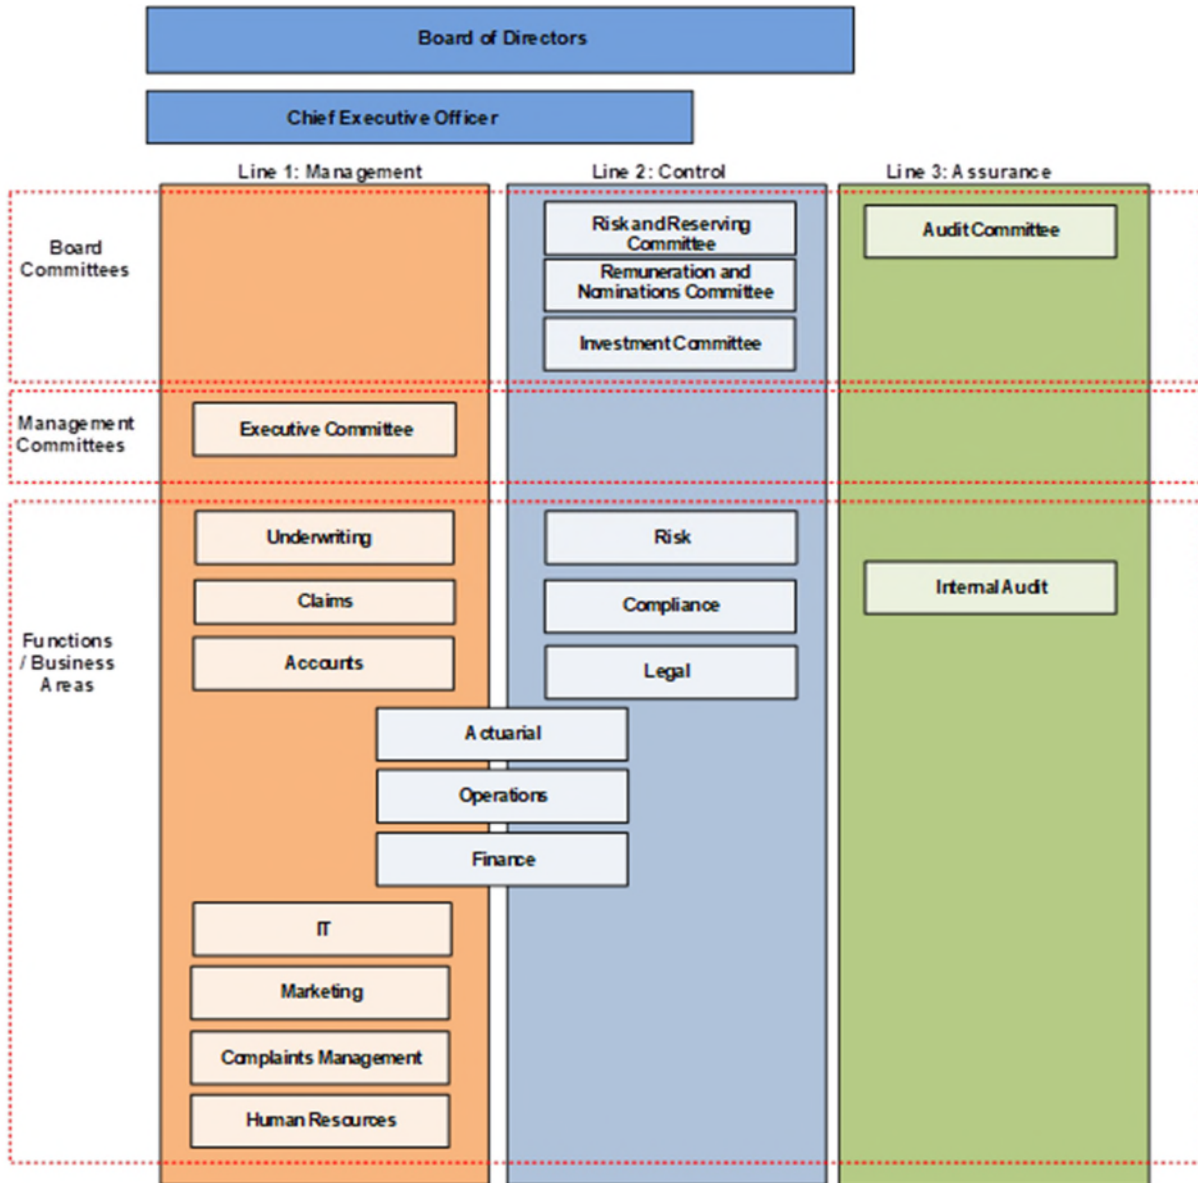 Board of Directors
Chief Executive Officer
Line 1: Management
Line 2: Control
Line 3: Assurance
Board
Committees
Risk and Reserving
Committee
Remuneration and
Nominations Committee
Investment Committee
Audit Committee
Management
Committees
Executive Committee
Functions
/ Business
Areas
Underwriting
Claims
Accounts
Risk
Compliance
Legal
Internal Audit
Actuarial
Operations
Finance
IT
Marketing
Complaints Management
Human Resources